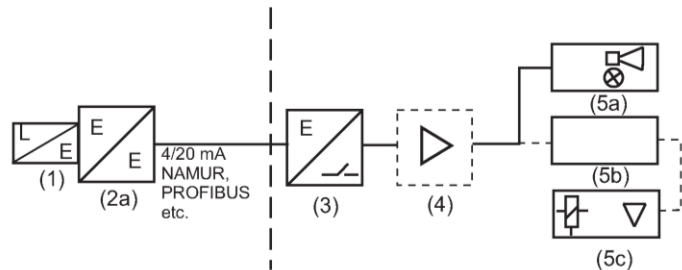 L
E
(1)
E
E
(2a)
4/20 mA
NAMUR,
PROFIBUS
etc.
E
(3)
(4)
(5a)
(5b)
(5c)